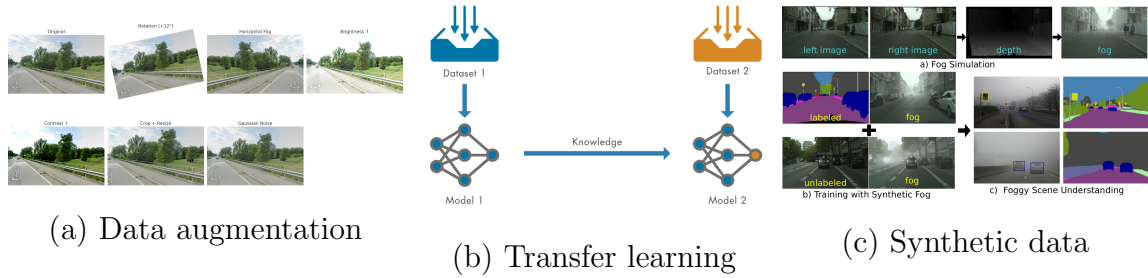 Original
Rotation (+12°)
Horizontal Flip
Brightness ↑
Contrast ↑
Crop + Resize
Gaussian Noise
(a) Data augmentation
Dataset 1
Dataset 2
Knowledge
Model 1
Model 2
(b) Transfer learning
left image
right image
depth
fog
a) Fog Simulation
labeled
fog
unlabeled
fog
b) Training with Synthetic Fog
c) Foggy Scene Understanding
(c) Synthetic data